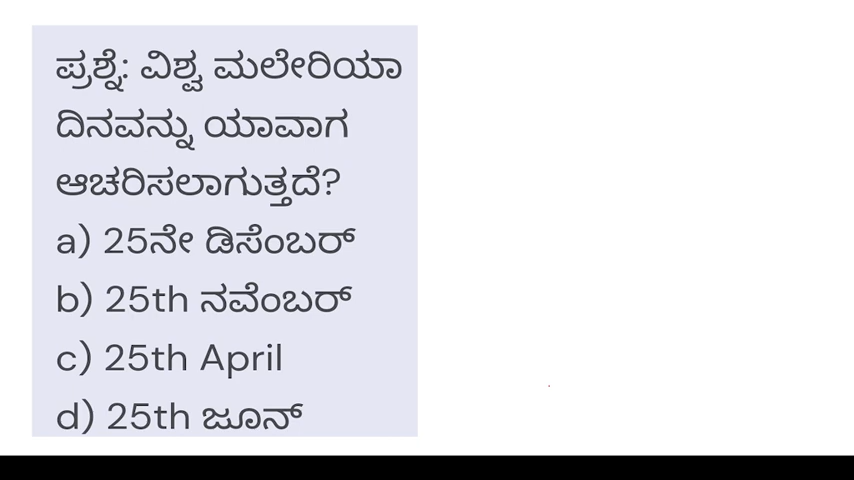 ಪ್ರಶ್ನೆ: ವಿಶ್ವ ಮಲೇರಿಯಾ
ದಿನವನ್ನು ಯಾವಾಗ
ಆಚರಿಸಲಾಗುತ್ತದೆ?
a) 25ನೇ ಡಿಸೆಂಬರ್
b) 25th ನವೆಂಬರ್
c) 25th April
d) 25th ಜೂನ್